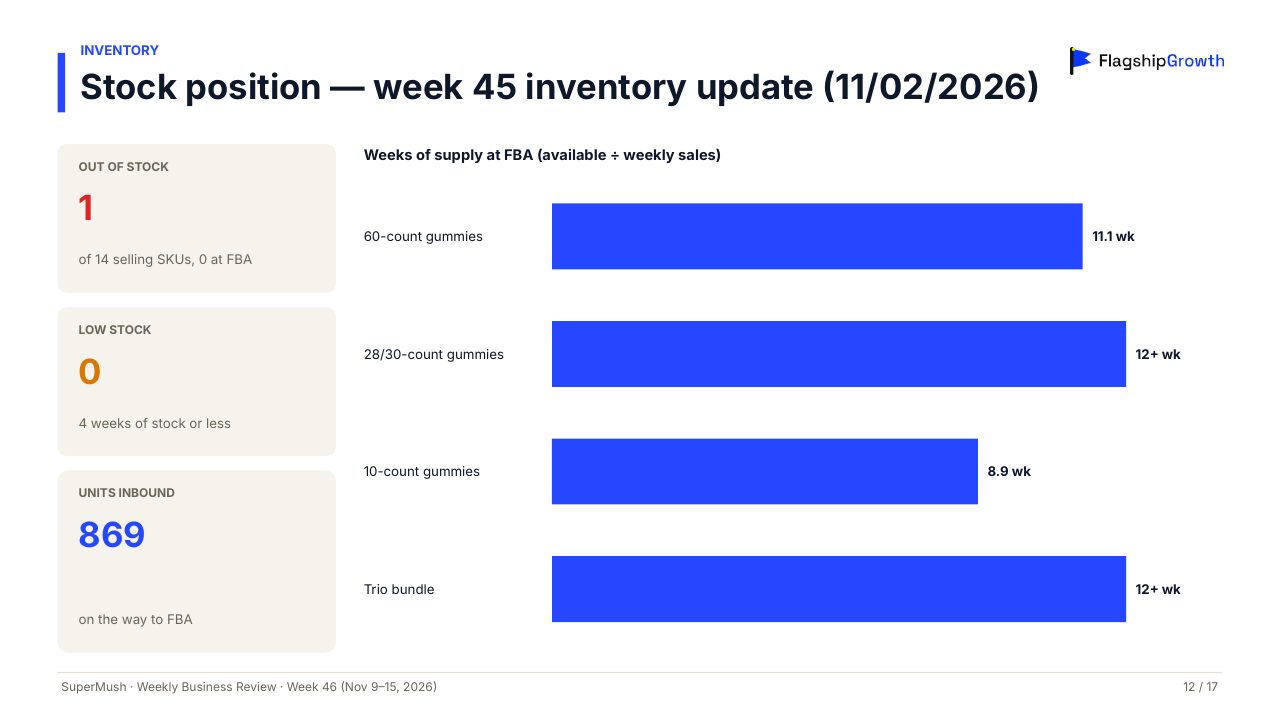 INVENTORY
Stock position — week 45 inventory update (11/02/2026)
FlagshipGrowth
OUT OF STOCK
1
of 14 selling SKUs, 0 at FBA
LOW STOCK
0
4 weeks of stock or less
UNITS INBOUND
869
on the way to FBA
Weeks of supply at FBA (available ÷ weekly sales)
60-count gummies
11.1 wk
28/30-count gummies
12+ wk
10-count gummies
8.9 wk
Trio bundle
12+ wk
SuperMush · Weekly Business Review · Week 46 (Nov 9–15, 2026)
12 / 17